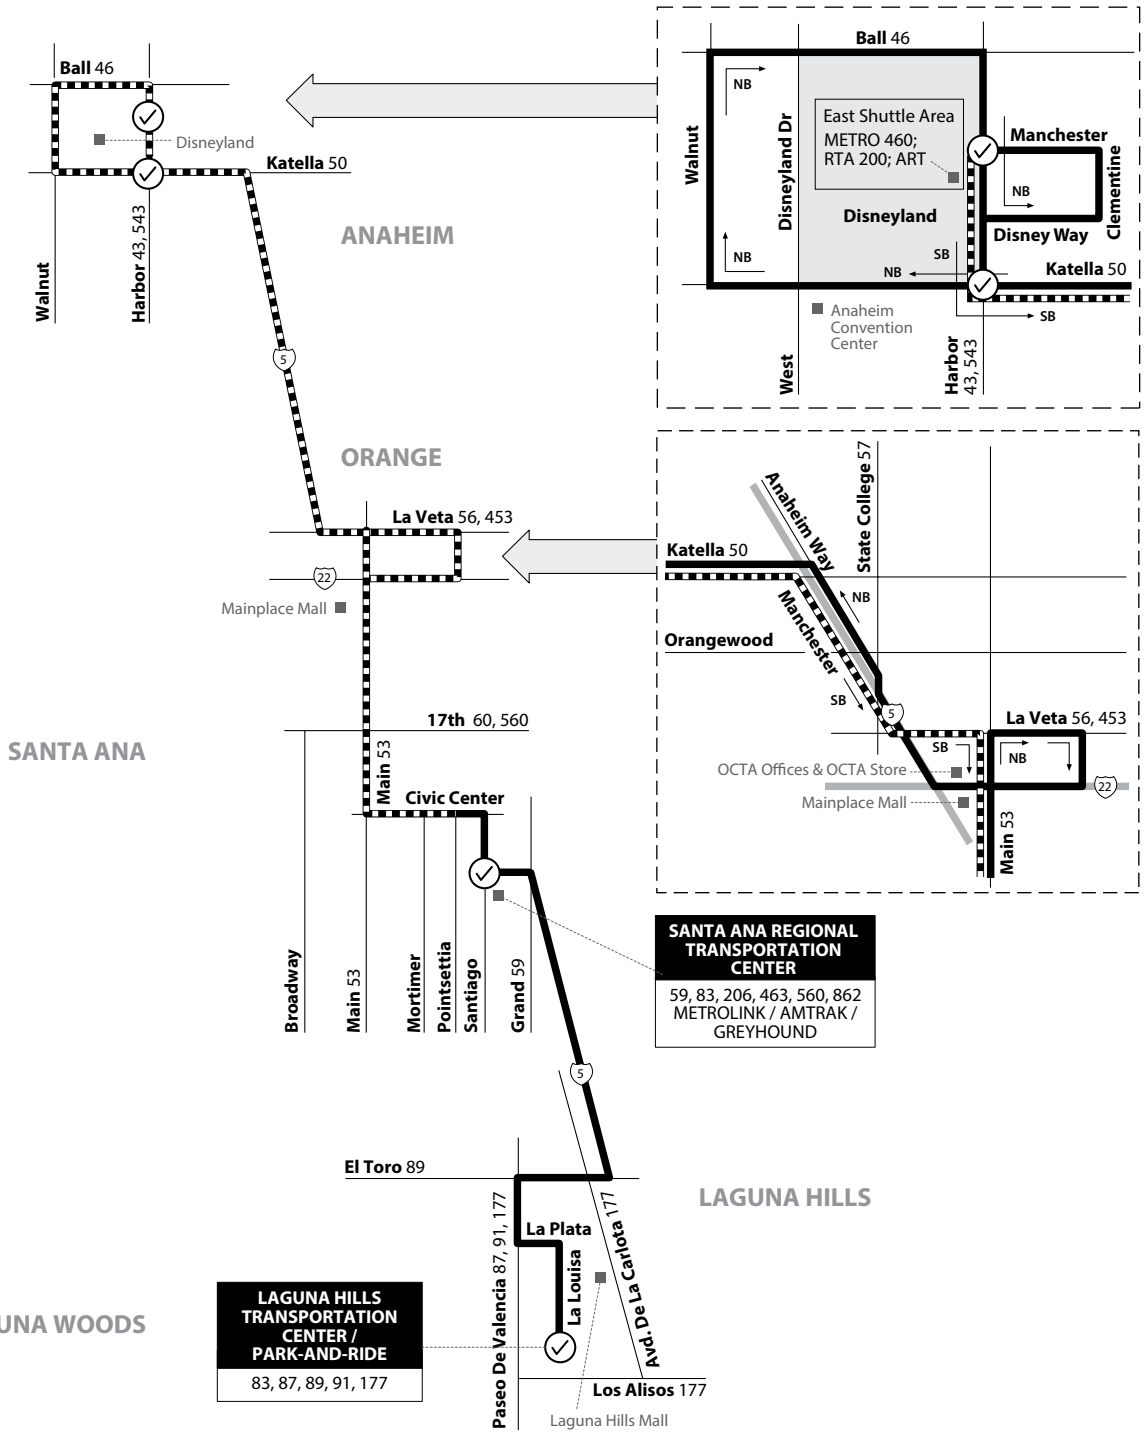 Ball 46
Disneyland
Katella 50
Walnut
Harbor 43, 543
ANAHEIM
5
ORANGE
La Veta 56, 453
22
Mainplace Mall
17th 60, 560
SANTA ANA
Main 53
Civic Center
Broadway
Main 53
Mortimer
Pointsettia
Santiago
Grand 59
5
El Toro 89
LAGUNA HILLS
Paseo De Valencia 87, 91, 177
La Plata
La Louisa
Avd. De La Carlota 177
UNA WOODS
LAGUNA HILLS
TRANSPORTATION
CENTER /
PARK-AND-RIDE
83, 87, 89, 91, 177
Los Alisos 177
Laguna Hills Mall
Ball 46
NB
Walnut
Disneyland Dr
East Shuttle Area
METRO 460;
RTA 200; ART
Manchester
Clementine
NB
Disneyland
Disney Way
NB
SB
NB
Katella 50
SB
Anaheim
Convention
Center
West
Harbor
43, 543
Anaheim Way
State College 57
Katella 50
NB
Manchester
Orangewood
SB
5
La Veta 56, 453
SB
NB
OCTA Offices & OCTA Store
22
Mainplace Mall
Main 53
SANTA ANA REGIONAL
TRANSPORTATION
CENTER
59, 83, 206, 463, 560, 862
METROLINK / AMTRAK /
GREYHOUND